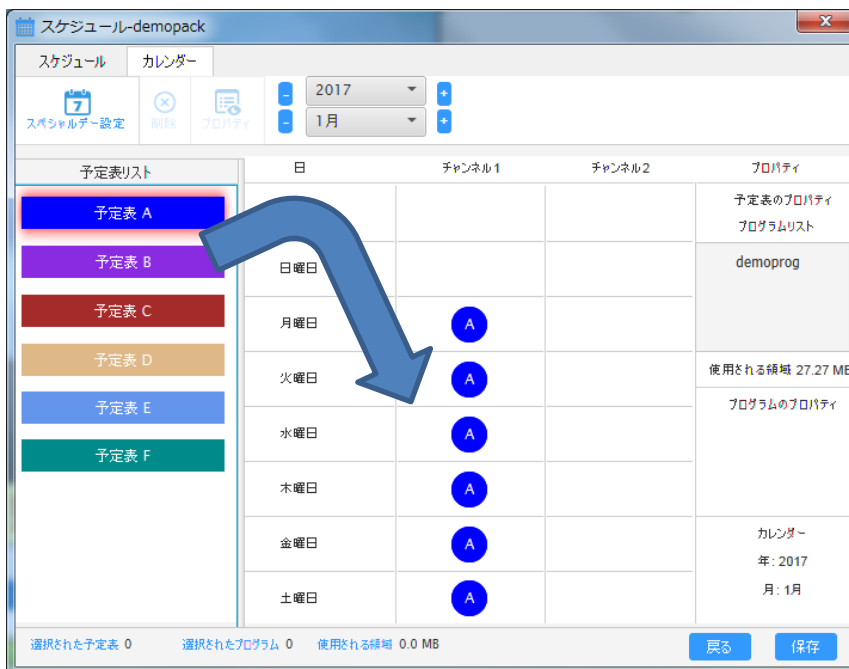 スケジュール-demopack
スケジュール カレンダー
スペシャルデー設定 削除 プロパティ
- 2017 +
- 1月 +
予定表リスト 日 チャンネル1 チャンネル2 プロパティ
予定表 A
予定表 B
予定表 C
予定表 D
予定表 E
予定表 F
日曜日
月曜日 A
火曜日 A
水曜日 A
木曜日 A
金曜日 A
土曜日 A
予定表のプロパティ
プログラムリスト
demoprog
使用される領域 27.27 MB
プログラムのプロパティ
カレンダー
年: 2017
月: 1月
選択された予定表 0 選択されたプログラム 0 使用される領域 0.0 MB 戻る 保存